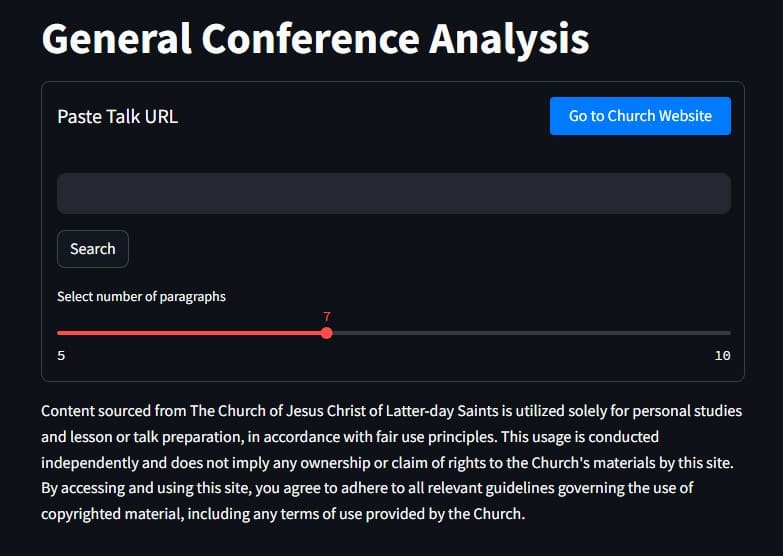 General Conference Analysis
Paste Talk URL
Go to Church Website
Search
Select number of paragraphs
7
5
10
Content sourced from The Church of Jesus Christ of Latter-day Saints is utilized solely for personal studies
and lesson or talk preparation, in accordance with fair use principles. This usage is conducted
independently and does not imply any ownership or claim of rights to the Church's materials by this site.
By accessing and using this site, you agree to adhere to all relevant guidelines governing the use of
copyrighted material, including any terms of use provided by the Church.